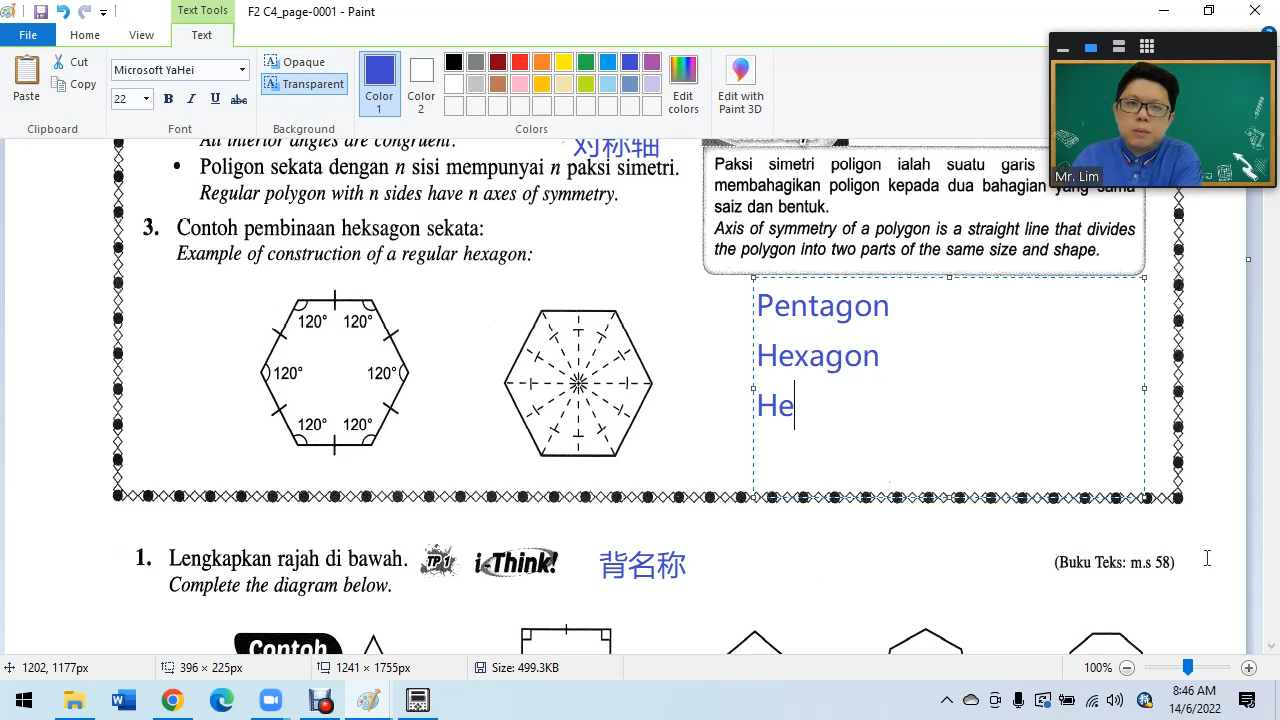 Text Tools
F2 C4_page-0001 - Paint
File
Home
View
Text
Paste
Cut
Copy
Clipboard
Microsoft YaHei
22
B
I
U
abc
Font
Opaque
Transparent
Background
Color 1
Color 2
Edit colors
Colors
Edit with Paint 3D
Mr. Lim
All interior angles are congruent.
对称轴
• Poligon sekata dengan n sisi mempunyai n paksi simetri.
Regular polygon with n sides have n axes of symmetry.
Paksi simetri poligon ialah suatu garis
membahagikan poligon kepada dua bahagian yang sama
saiz dan bentuk.
Axis of symmetry of a polygon is a straight line that divides
the polygon into two parts of the same size and shape.
3. Contoh pembinaan heksagon sekata:
Example of construction of a regular hexagon:
120° 120°
120° 120°
120° 120°
Pentagon
Hexagon
He
1. Lengkapkan rajah di bawah. TP 1 i-Think! 背名称
(Buku Teks: m.s 58)
Complete the diagram below.
Contoh
1202, 1177px
396 × 225px
1241 × 1755px
Size: 499.3KB
100%
8:46 AM
14/6/2022